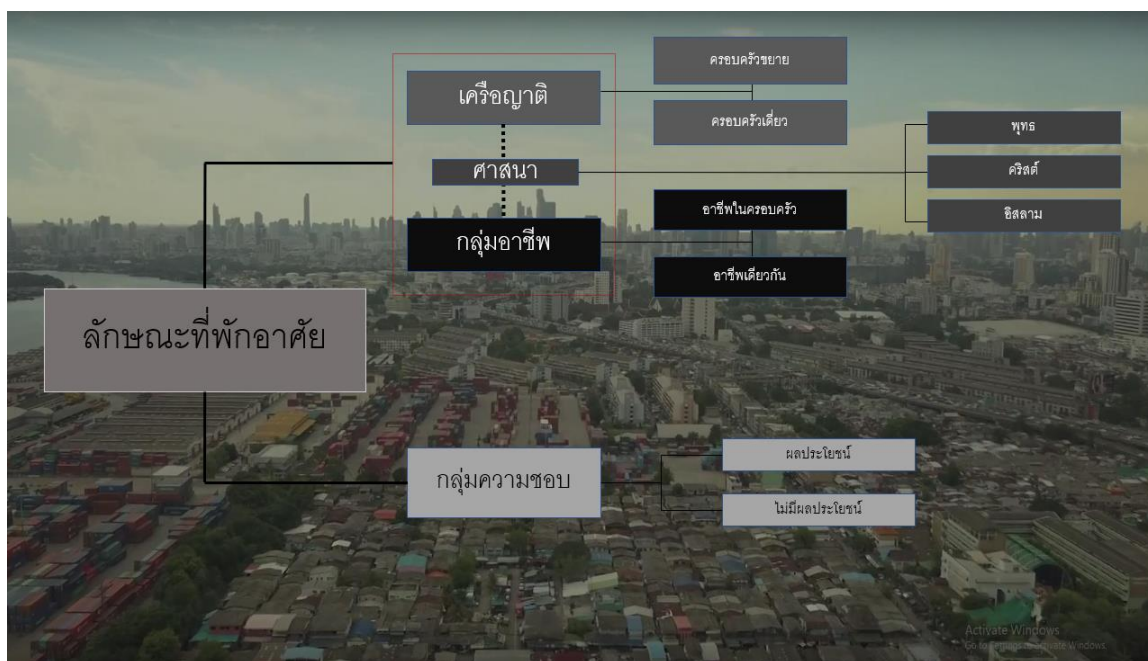 ครอบครัวขยาย
เครือญาติ
ครอบครัวเดี่ยว
พุทธ
ศาสนา
คริสต์
อาชีพในครอบครัว
อิสลาม
กลุ่มอาชีพ
อาชีพเดียวกัน
ลักษณะที่พักอาศัย
ผลประโยชน์
กลุ่มความชอบ
ไม่มีผลประโยชน์
Activate Windows
Go to Settings to activate Windows.